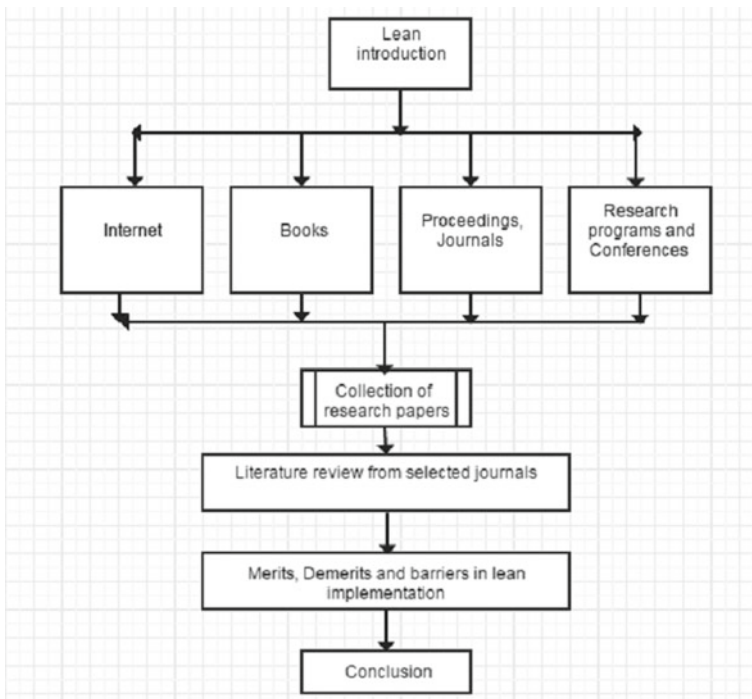 Lean
introduction
Internet
Books
Proceedings,
Journals
Research
programs and
Conferences
Collection of
research papers
Literature review from selected journals
Merits, Demerits and barriers in lean
implementation
Conclusion